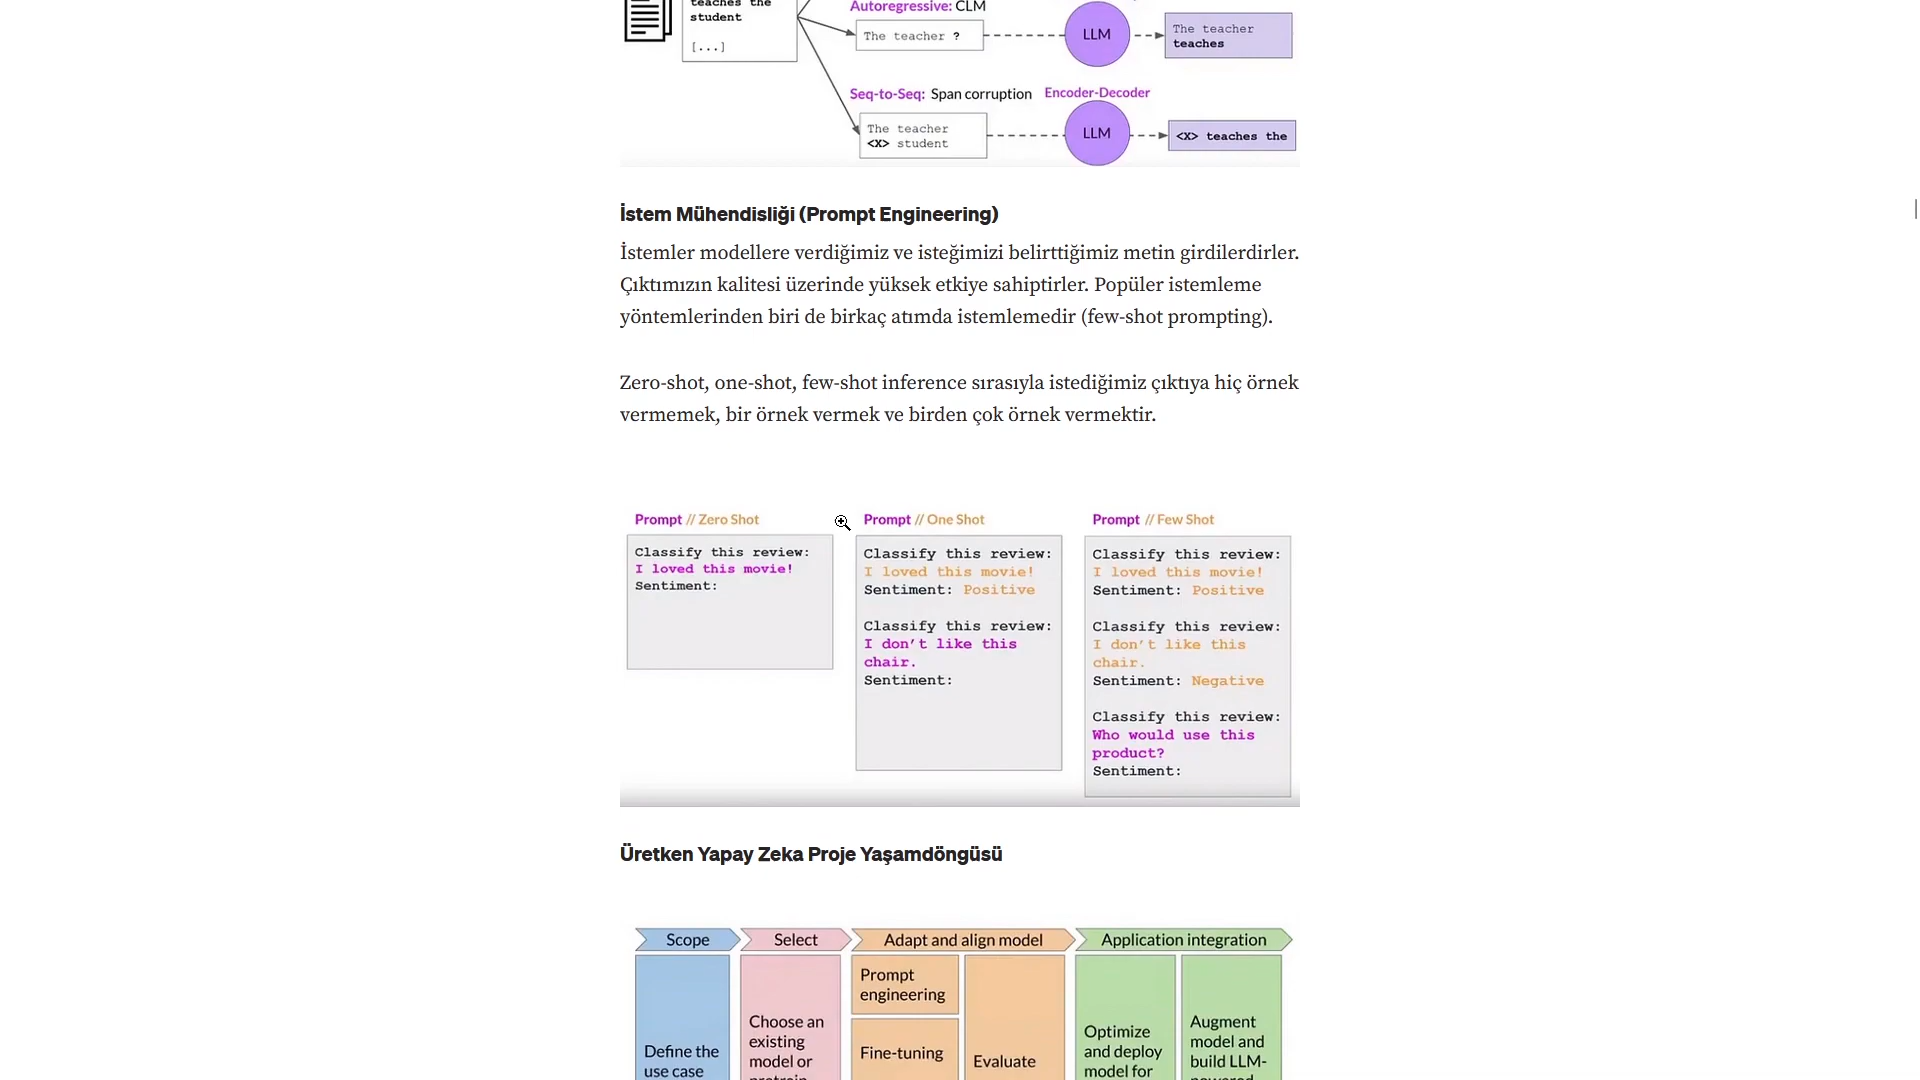 teaches the
student
[...]
Autoregressive: CLM
The teacher ?
LLM
The teacher
teaches
Seq-to-Seq: Span corruption
Encoder-Decoder
The teacher
<X> student
LLM
<X> teaches the
İstem Mühendisliği (Prompt Engineering)
İstemler modellere verdiğimiz ve isteğimizi belirttiğimiz metin girdilerdirler.
Çıktımızın kalitesi üzerinde yüksek etkiye sahiptirler. Popüler istemleme
yöntemlerinden biri de birkaç atımda istemlemedir (few-shot prompting).
Zero-shot, one-shot, few-shot inference sırasıyla istediğimiz çıktıya hiç örnek
vermemek, bir örnek vermek ve birden çok örnek vermektir.
Prompt // Zero Shot
Classify this review:
I loved this movie!
Sentiment:
Prompt // One Shot
Classify this review:
I loved this movie!
Sentiment: Positive
Classify this review:
I don't like this
chair.
Sentiment:
Prompt // Few Shot
Classify this review:
I loved this movie!
Sentiment: Positive
Classify this review:
I don't like this
chair.
Sentiment: Negative
Classify this review:
Who would use this
product?
Sentiment:
Üretken Yapay Zeka Proje Yaşamdöngüsü
Scope
Select
Adapt and align model
Application integration
Define the
use case
Choose an
existing
model or
Prompt
engineering
Fine-tuning
Evaluate
Optimize
and deploy
model for
Augment
model and
build LLM-